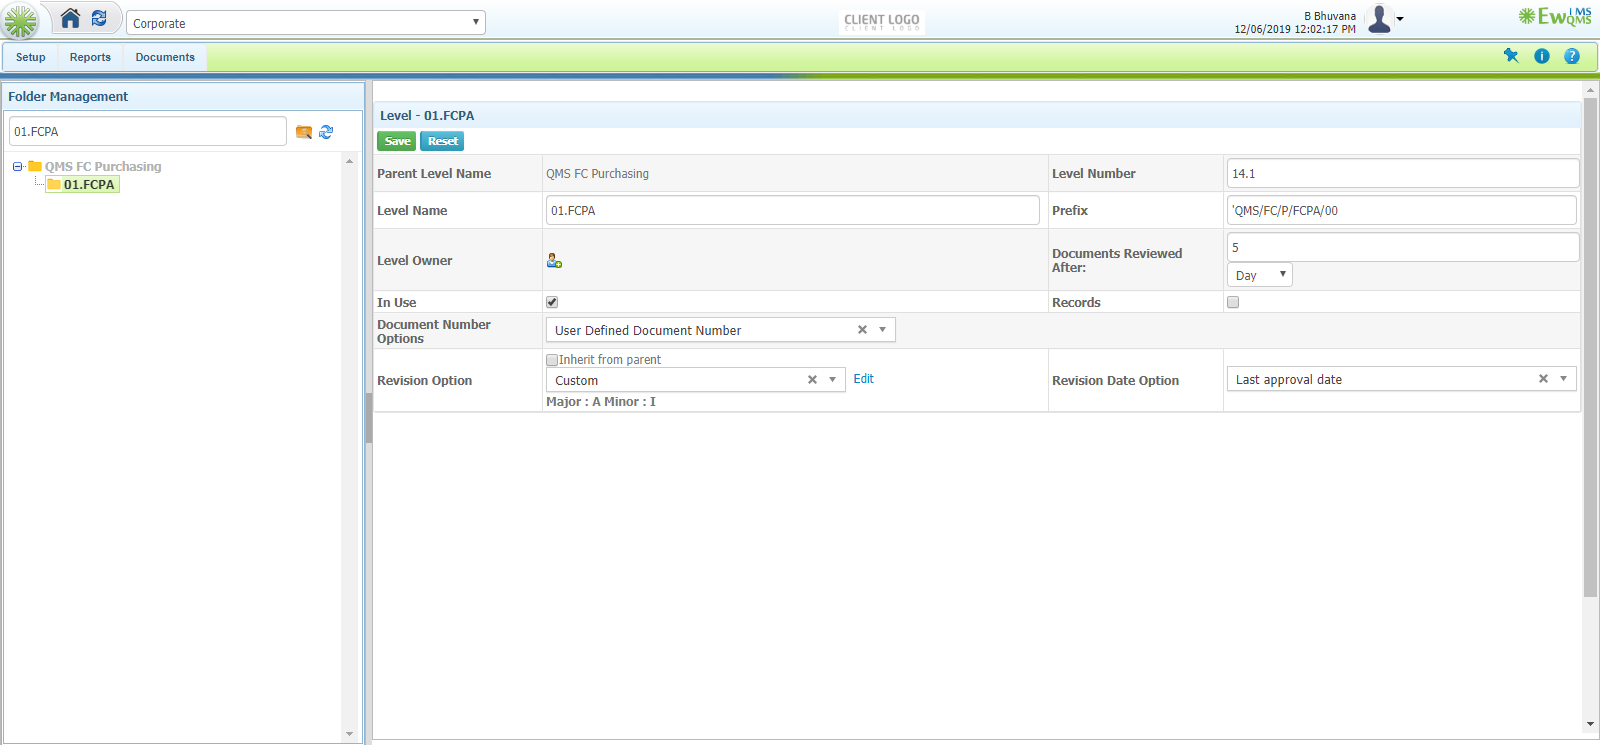 Corporate
CLIENT LOGO
CLIENT LOGO
B Bhuvana
12/06/2019 12:02:17 PM
EwQMS
IMS
Setup Reports Documents
Folder Management
01.FCPA
QMS FC Purchasing
01.FCPA
Level - 01.FCPA
Save Reset
Parent Level Name QMS FC Purchasing Level Number 14.1
Level Name 01.FCPA Prefix 'QMS/FC/P/FCPA/00
Level Owner Documents Reviewed After: 5
Day
In Use Records
Document Number Options User Defined Document Number
Inherit from parent
Revision Option Custom Edit Revision Date Option Last approval date
Major : A Minor : I